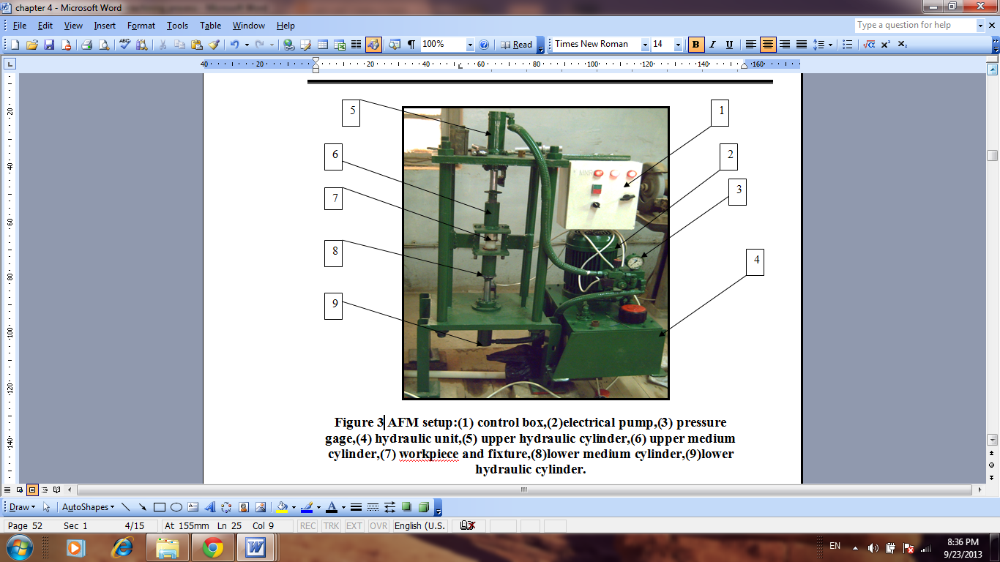 chapter 4 - Microsoft Word
File Edit View Insert Format Tools Table Window Help
Type a question for help
100%
Read
Times New Roman
14
B I U
40 20 20 40 60 80 100 120 140 160
20
40
60
80
100
120
140
5
6
7
8
9
1
2
3
4
Figure 3 AFM setup:(1) control box,(2)electrical pump,(3) pressure
gage,(4) hydraulic unit,(5) upper hydraulic cylinder,(6) upper medium
cylinder,(7) workpiece and fixture,(8)lower medium cylinder,(9)lower
hydraulic cylinder.
Draw AutoShapes
Page 52 Sec 1 4/15 At 155mm Ln 25 Col 9 REC TRK EXT OVR English (U.S.
EN
8:36 PM
9/23/2013